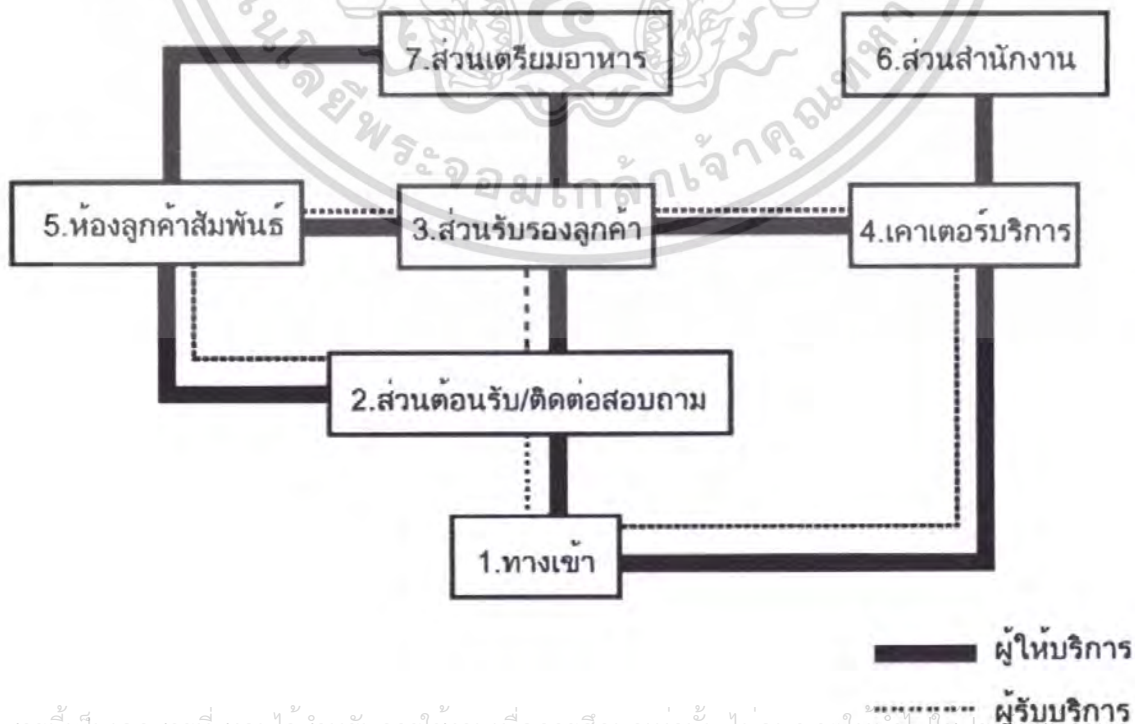 7.ส่วนเตรียมอาหาร
6.ส่วนสำนักงาน
5.ห้องลูกค้าสัมพันธ์
3.ส่วนรับรองลูกค้า
4.เคาเตอร์บริการ
2.ส่วนต้อนรับ/ติดต่อสอบถาม
1.ทางเข้า
ผู้ให้บริการ
ผู้รับบริการ